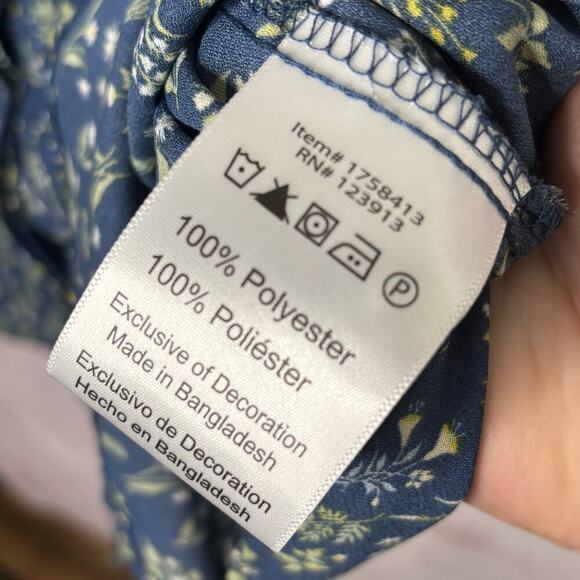 Item# 1758413
RN# 123913
P
100% Polyester
100% Poliéster
Exclusive of Decoration
Made in Bangladesh
Exclusivo de Decoration
Hecho en Bangladesh